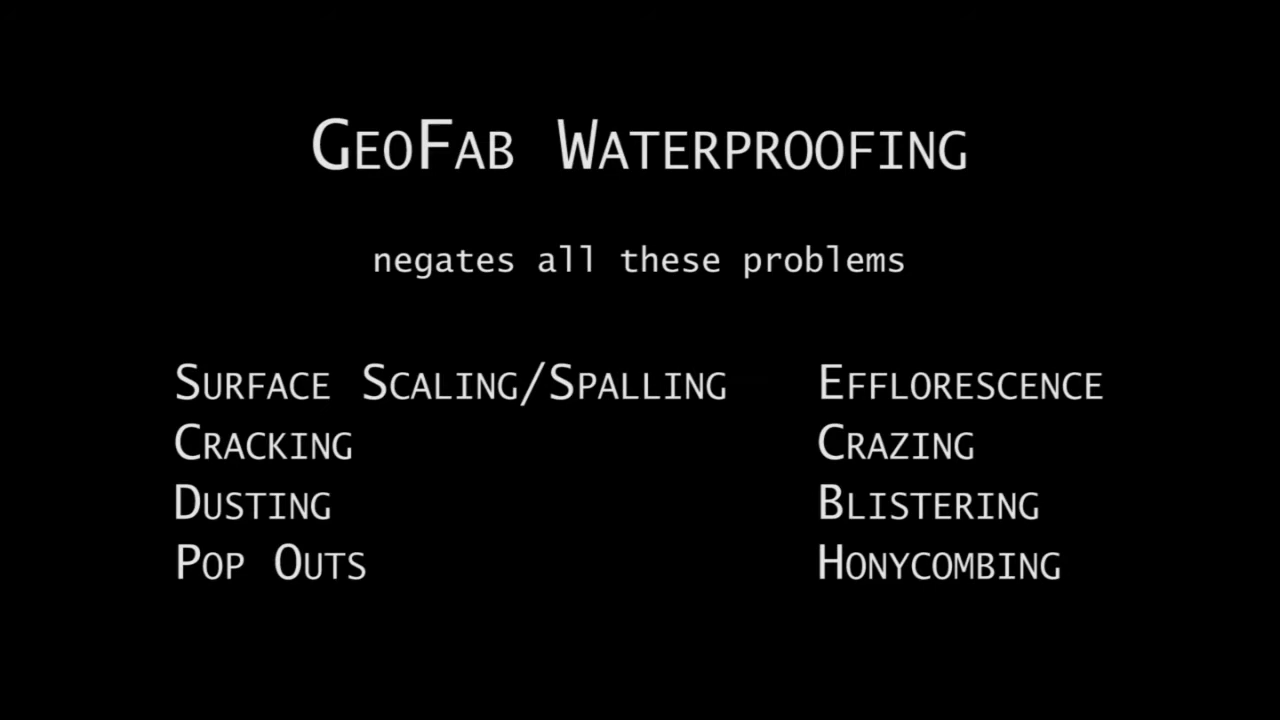 GEOFAB WATERPROOFING
negates all these problems
SURFACE SCALING/SPALLING
CRACKING
DUSTING
POP OUTS
EFFLORESCENCE
CRAZING
BLISTERING
HONYCOMBING